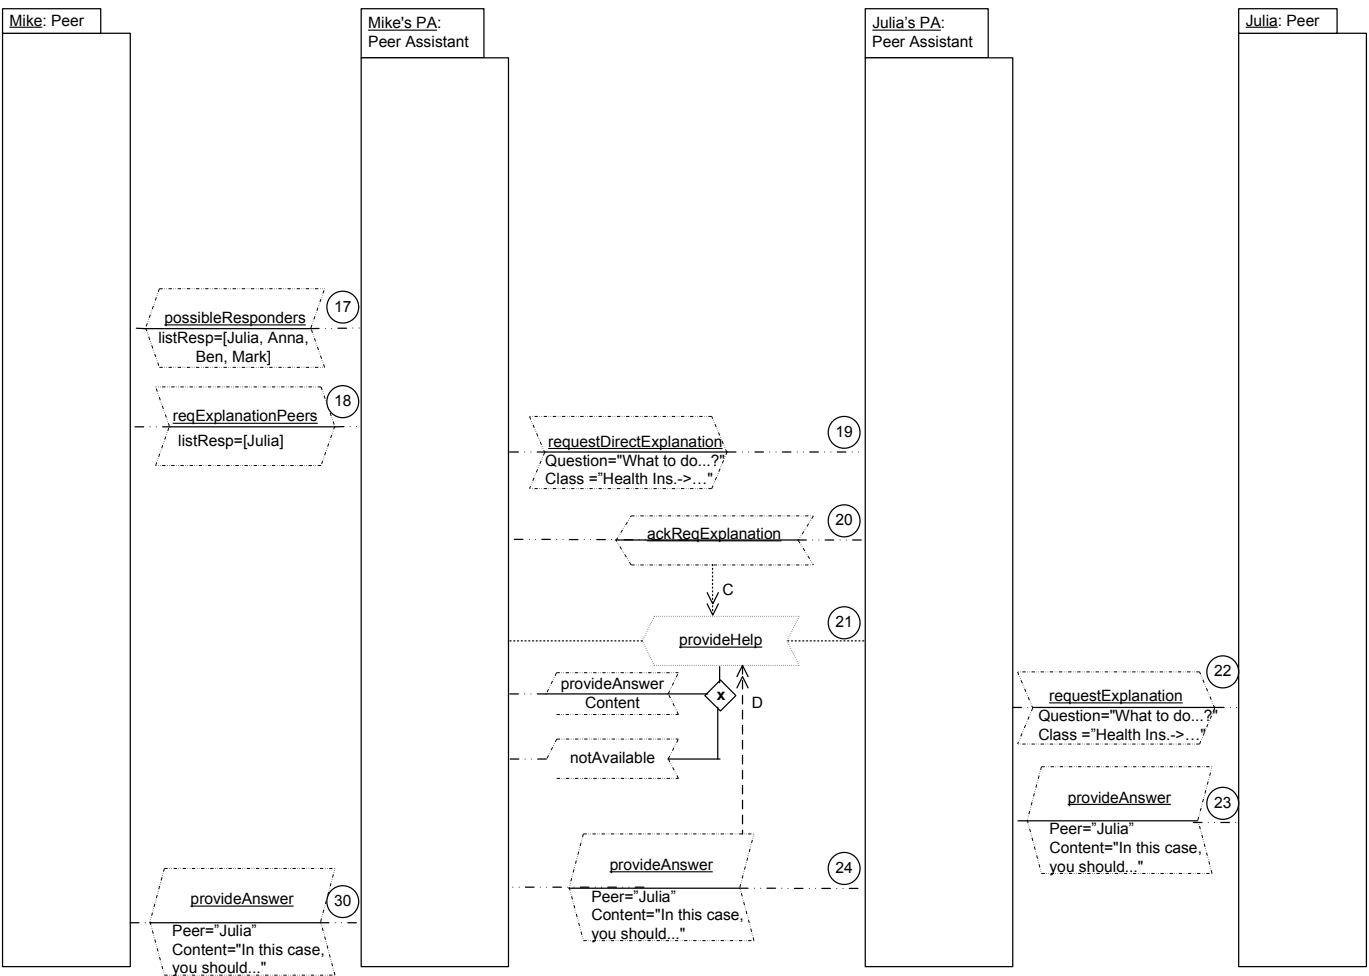 Mike: Peer
Mike's PA:
Peer Assistant
Julia's PA:
Peer Assistant
Julia: Peer
17
possibleResponders
listResp=[Julia, Anna,
Ben, Mark]
18
reqExplanationPeers
listResp=[Julia]
19
requestDirectExplanation
Question="What to do...?"
Class =”Health Ins.->…"
20
ackReqExplanation
C
21
provideHelp
provideAnswer
Content
x
D
notAvailable
22
requestExplanation
Question="What to do...?"
Class =”Health Ins.->…"
23
provideAnswer
Peer=”Julia”
Content="In this case,
you should..."
24
provideAnswer
Peer=”Julia”
Content="In this case,
you should..."
30
provideAnswer
Peer=”Julia”
Content="In this case,
you should..."